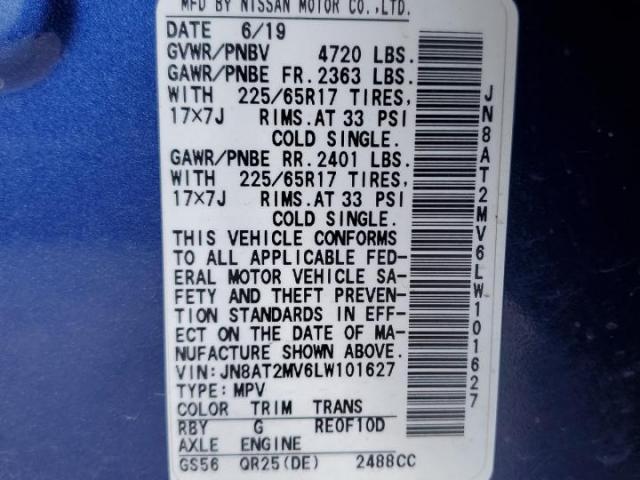 MFD BY NISSAN MOTOR CO.,LTD.
DATE 6/19
GVWR/PNBV 4720 LBS.
GAWR/PNBE FR. 2363 LBS.
WITH 225/65R17 TIRES,
17X7J RIMS.AT 33 PSI
COLD SINGLE.
GAWR/PNBE RR. 2401 LBS.
WITH 225/65R17 TIRES,
17X7J RIMS.AT 33 PSI
COLD SINGLE.
THIS VEHICLE CONFORMS
TO ALL APPLICABLE FED-
ERAL MOTOR VEHICLE SA-
FETY AND THEFT PREVEN-
TION STANDARDS IN EFF-
ECT ON THE DATE OF MA-
NUFACTURE SHOWN ABOVE.
VIN:JN8AT2MV6LW101627
TYPE:MPV
COLOR TRIM TRANS
RBY G RE0F10D
AXLE ENGINE
GS56 QR25(DE) 2488CC
JN8AT2MV6LW101627